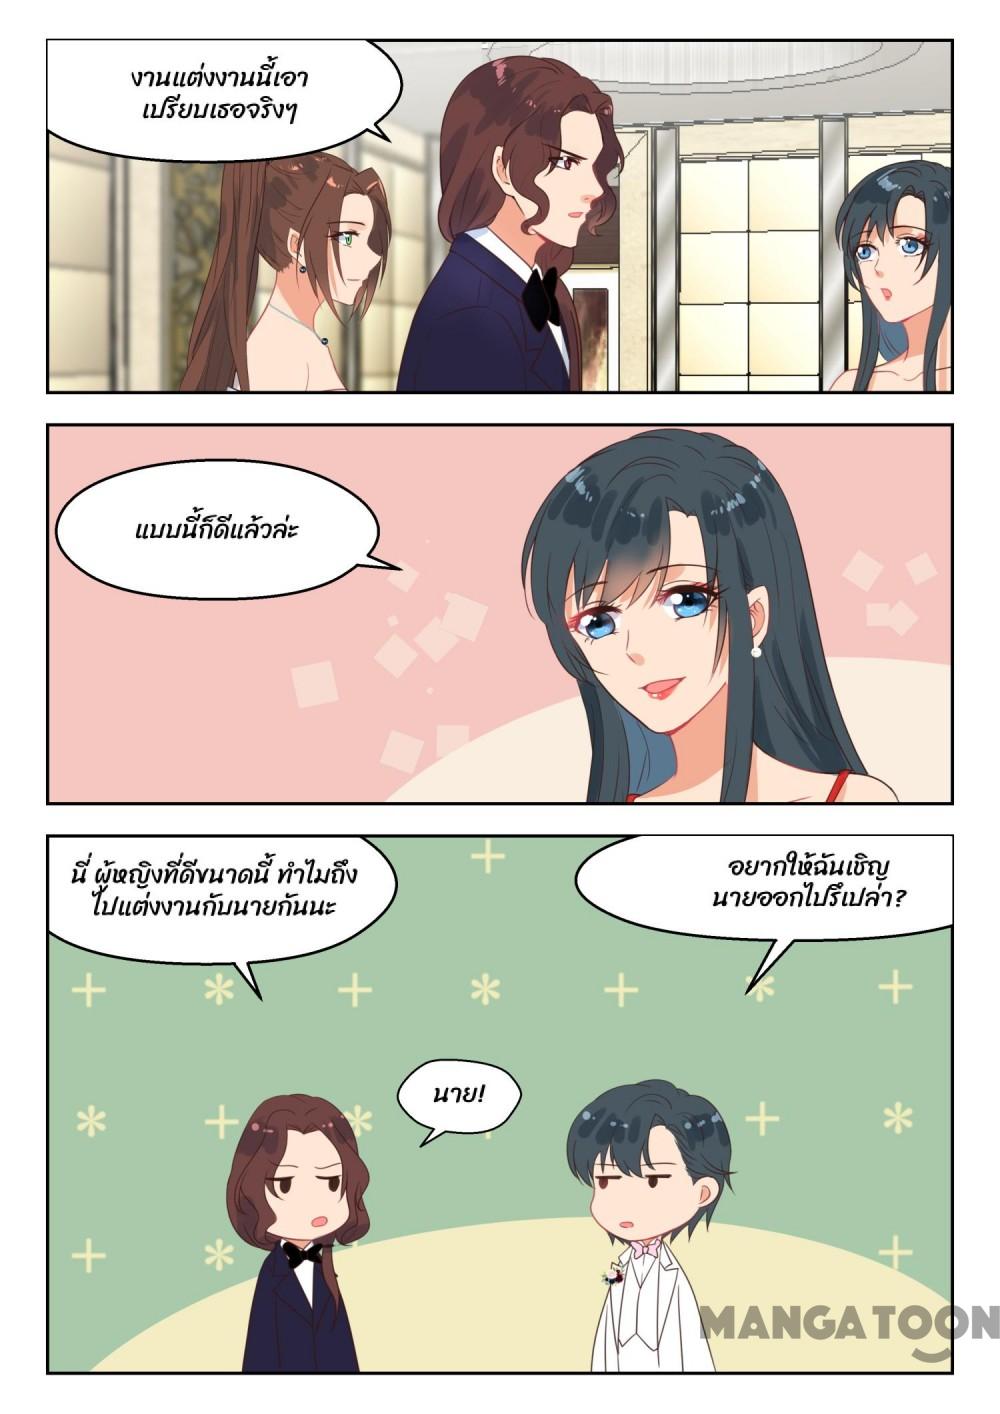 งานแต่งงานนี้เอา
เปรียบเธอจริงๆ
แบบนี้ก็ดีแล้วล่ะ
นี่ ผู้หญิงที่ดีขนาดนี้ ทำไมถึง
ไปแต่งงานกับนายกันนะ
อยากให้ฉันเชิญ
นายออกไปรึเปล่า?
นาย!
MANGATOON